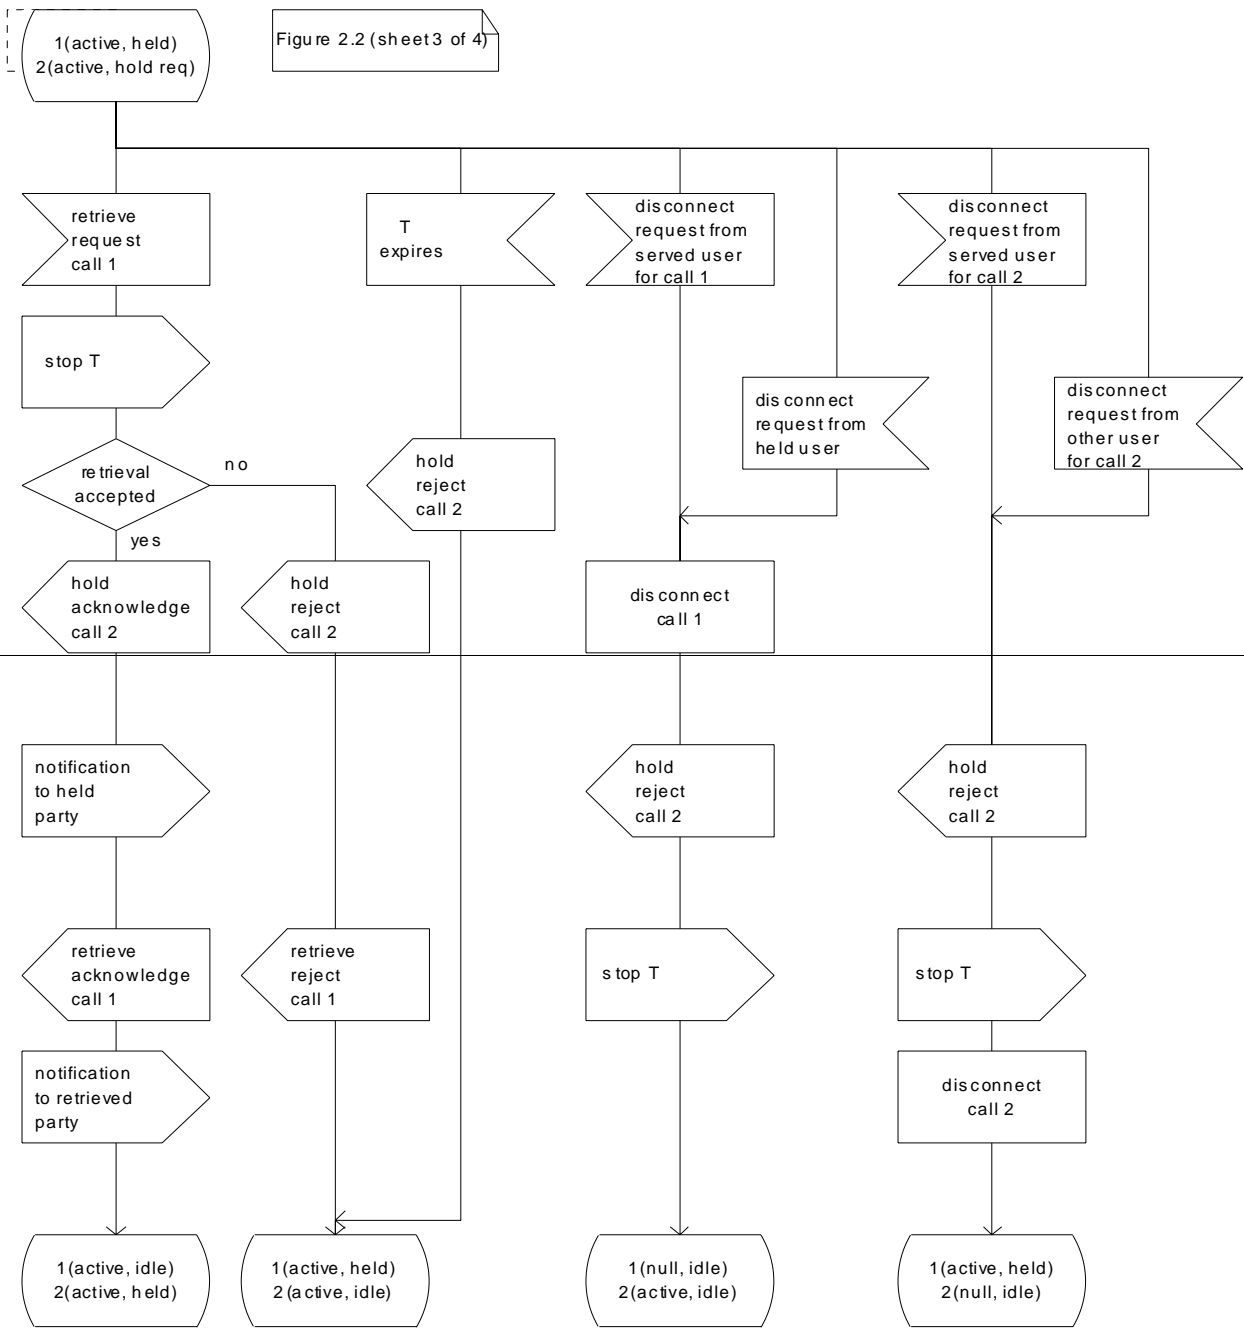 1(active, held)
2(active, hold req)
Figure 2.2 (sheet 3 of 4)
retrieve
request
call 1
T
expires
disconnect
request from
served user
for call 1
disconnect
request from
served user
for call 2
stop T
disconnect
request from
held user
disconnect
request from
other user
for call 2
retrieval
accepted
no
yes
hold
reject
call 2
hold
acknowledge
call 2
hold
reject
call 2
disconnect
call 1
notification
to held
party
hold
reject
call 2
hold
reject
call 2
retrieve
acknowledge
call 1
retrieve
reject
call 1
stop T
stop T
notification
to retrieved
party
disconnect
call 2
1(active, idle)
2(active, held)
1(active, held)
2(active, idle)
1(null, idle)
2(active, idle)
1(active, held)
2(null, idle)